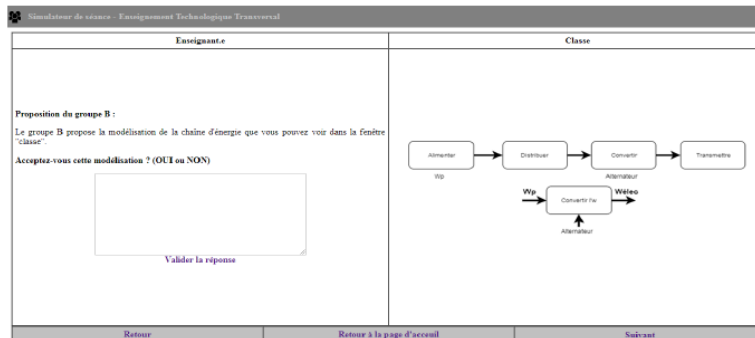 Simulateur de séance - Enseignement Technologique Transversal
Enseignant.e
Classe
Proposition du groupe B :
Le groupe B propose la modélisation de la chaîne d'énergie que vous pouvez voir dans la fenêtre
"classe".
Acceptez-vous cette modélisation ? (OUI ou NON)
Valider la réponse
Alimenter
Distribuer
Convertir
Transmettre
Wp
Alternateur
Wp
Wélec
Convertir l'w
Alternateur
Retour
Retour à la page d'acceuil
Suivant